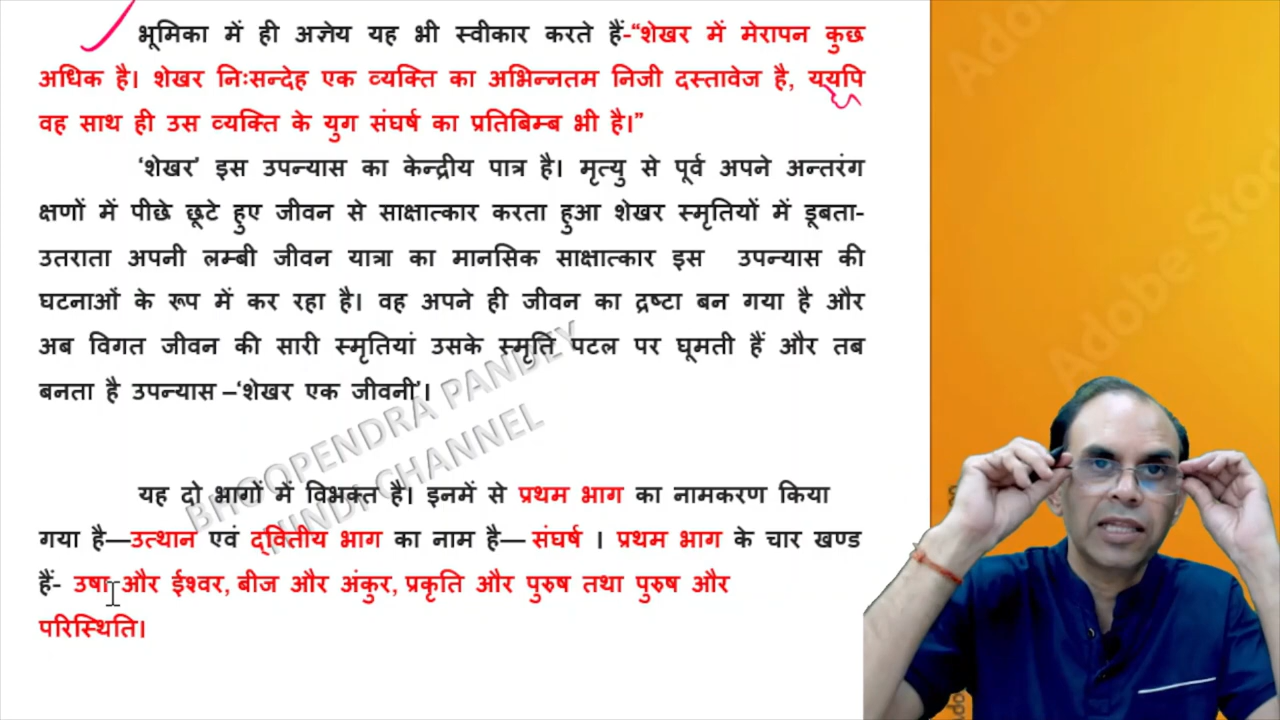 भूमिका में ही अज्ञेय यह भी स्वीकार करते हैं-“शेखर में मेरापन कुछ
अधिक है। शेखर निःसन्देह एक व्यक्ति का अभिन्नतम निजी दस्तावेज है, यद्यपि
वह साथ ही उस व्यक्ति के युग संघर्ष का प्रतिबिम्ब भी है।”
‘शेखर’ इस उपन्यास का केन्द्रीय पात्र है। मृत्यु से पूर्व अपने अन्तरंग
क्षणों में पीछे छूटे हुए जीवन से साक्षात्कार करता हुआ शेखर स्मृतियों में डूबता-
उतराता अपनी लम्बी जीवन यात्रा का मानसिक साक्षात्कार इस उपन्यास की
घटनाओं के रूप में कर रहा है। वह अपने ही जीवन का द्रष्टा बन गया है और
अब विगत जीवन की सारी स्मृतियां उसके स्मृति पटल पर घूमती हैं और तब
बनता है उपन्यास –‘शेखर एक जीवनी’।
BHOOPENDRA PANDEY
HINDI CHANNEL
यह दो भागों में विभक्त है। इनमें से प्रथम भाग का नामकरण किया
गया है—उत्थान एवं द्वितीय भाग का नाम है— संघर्ष । प्रथम भाग के चार खण्ड
हैं- उषा और ईश्वर, बीज और अंकुर, प्रकृति और पुरुष तथा पुरुष और
परिस्थिति।
Adobe Stock